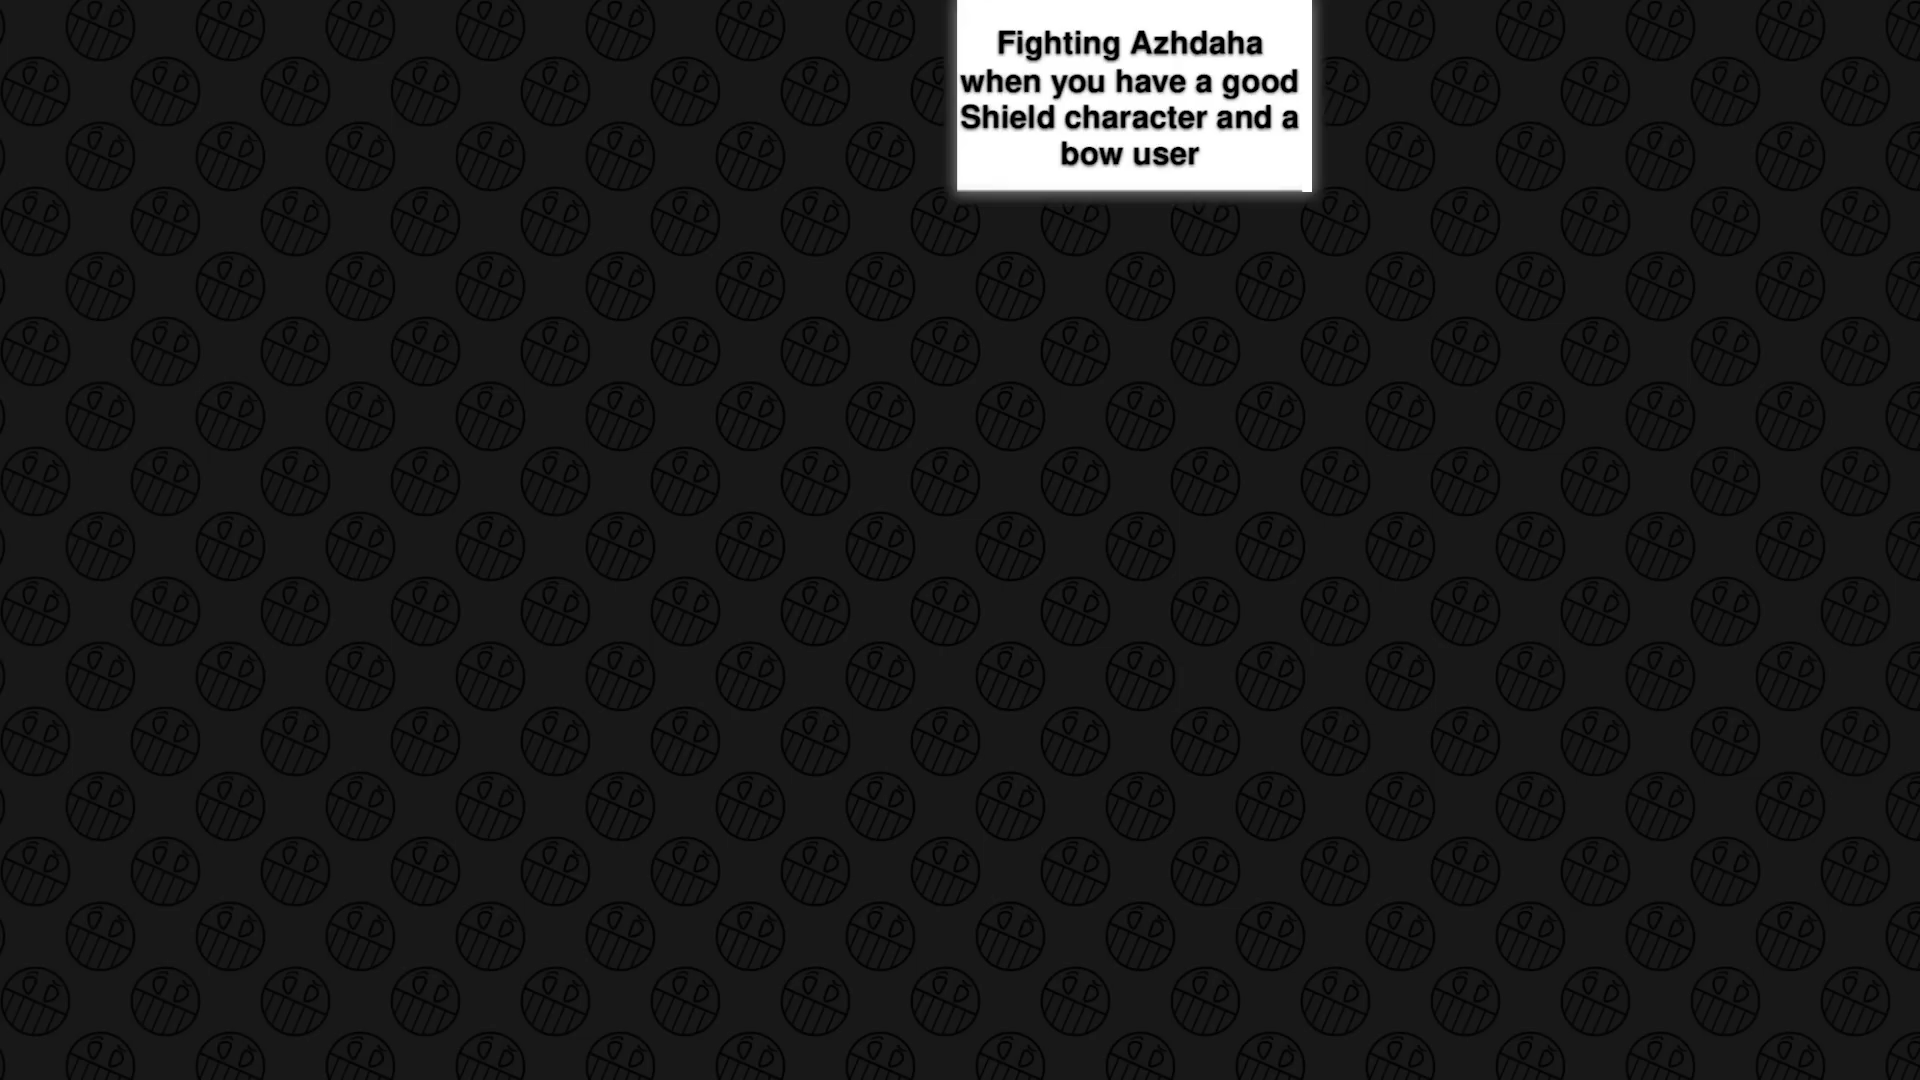 Fighting Azhdaha
when you have a good
Shield character and a
bow user